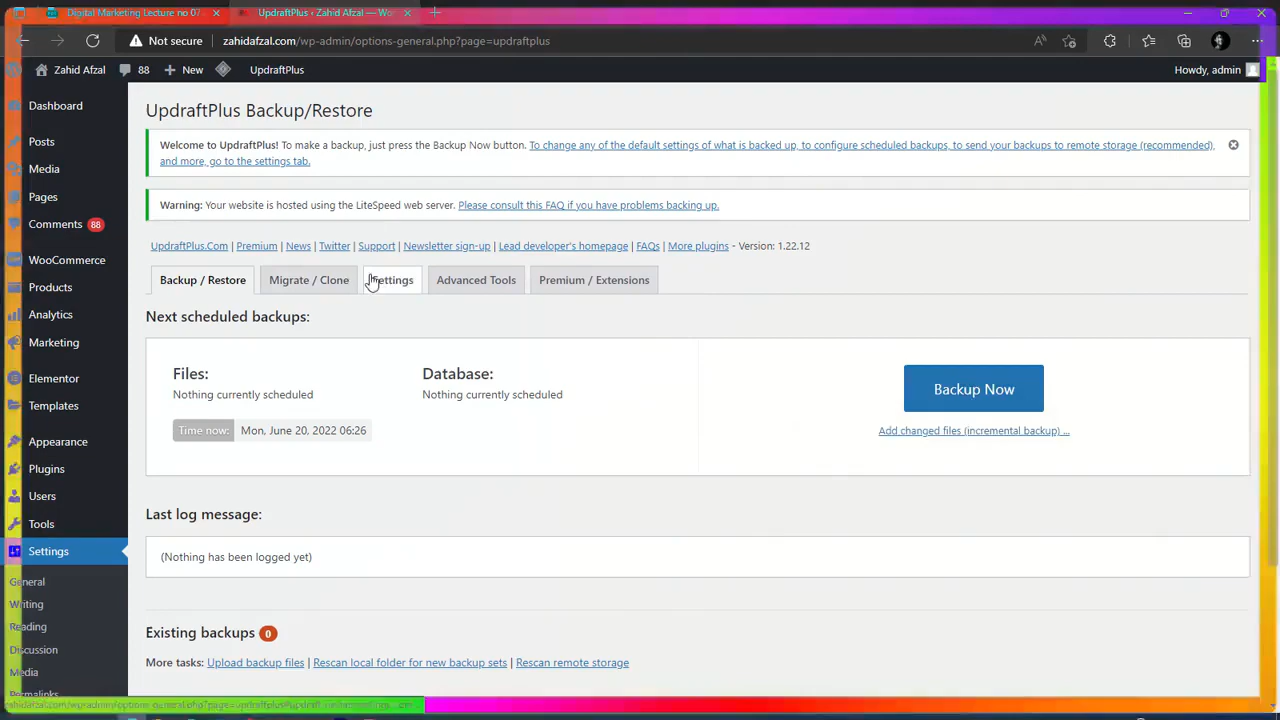 Digital Marketing Lecture no 07
UpdraftPlus ‹ Zahid Afzal — Wo
Not secure
zahidafzal.com/wp-admin/options-general.php?page=updraftplus
Zahid Afzal
88
New
UpdraftPlus
Howdy, admin
Dashboard
Posts
Media
Pages
Comments 88
WooCommerce
Products
Analytics
Marketing
Elementor
Templates
Appearance
Plugins
Users
Tools
Settings
General
Writing
Reading
Discussion
Media
Permalinks
UpdraftPlus Backup/Restore
Welcome to UpdraftPlus! To make a backup, just press the Backup Now button. To change any of the default settings of what is backed up, to configure scheduled backups, to send your backups to remote storage (recommended),
and more, go to the settings tab.
Warning: Your website is hosted using the LiteSpeed web server. Please consult this FAQ if you have problems backing up.
UpdraftPlus.Com | Premium | News | Twitter | Support | Newsletter sign-up | Lead developer's homepage | FAQs | More plugins - Version: 1.22.12
Backup / Restore
Migrate / Clone
Settings
Advanced Tools
Premium / Extensions
Next scheduled backups:
Files:
Nothing currently scheduled
Database:
Nothing currently scheduled
Time now: Mon, June 20, 2022 06:26
Backup Now
Add changed files (incremental backup) ...
Last log message:
(Nothing has been logged yet)
Existing backups 0
More tasks: Upload backup files | Rescan local folder for new backup sets | Rescan remote storage